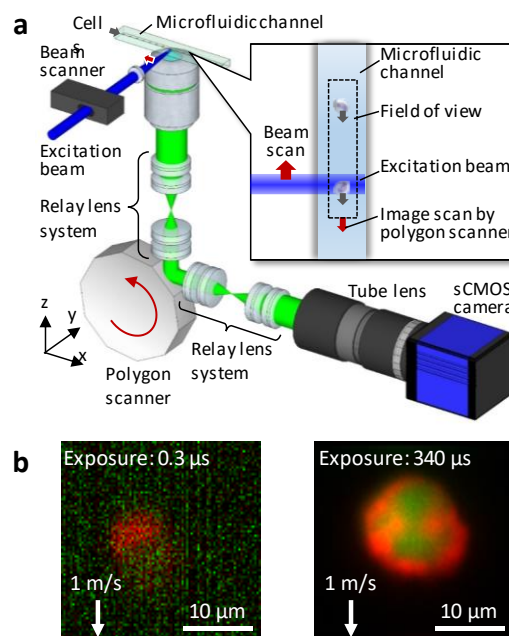 a
Cell
s
Microfluidic channel
Beam
scanner
Excitation
beam
Relay lens
system
Microfluidic
channel
Field of view
Beam
scan
Excitation beam
Image scan by
polygon scanner
Tube lens
sCMOS
camera
z
y
x
Relay lens
system
Polygon
scanner
b
Exposure: 0.3 µs
1 m/s
10 µm
Exposure: 340 µs
1 m/s
10 µm